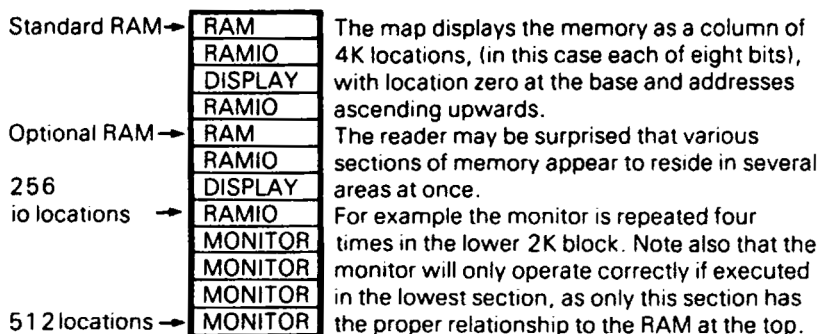 Standard RAM→ RAM
RAMIO
DISPLAY
RAMIO
Optional RAM→ RAM
RAMIO
256 DISPLAY
io locations → RAMIO
MONITOR
MONITOR
MONITOR
512 locations → MONITOR
The map displays the memory as a column of
4K locations, (in this case each of eight bits),
with location zero at the base and addresses
ascending upwards.
The reader may be surprised that various
sections of memory appear to reside in several
areas at once.
For example the monitor is repeated four
times in the lower 2K block. Note also that the
monitor will only operate correctly if executed
in the lowest section, as only this section has
the proper relationship to the RAM at the top.